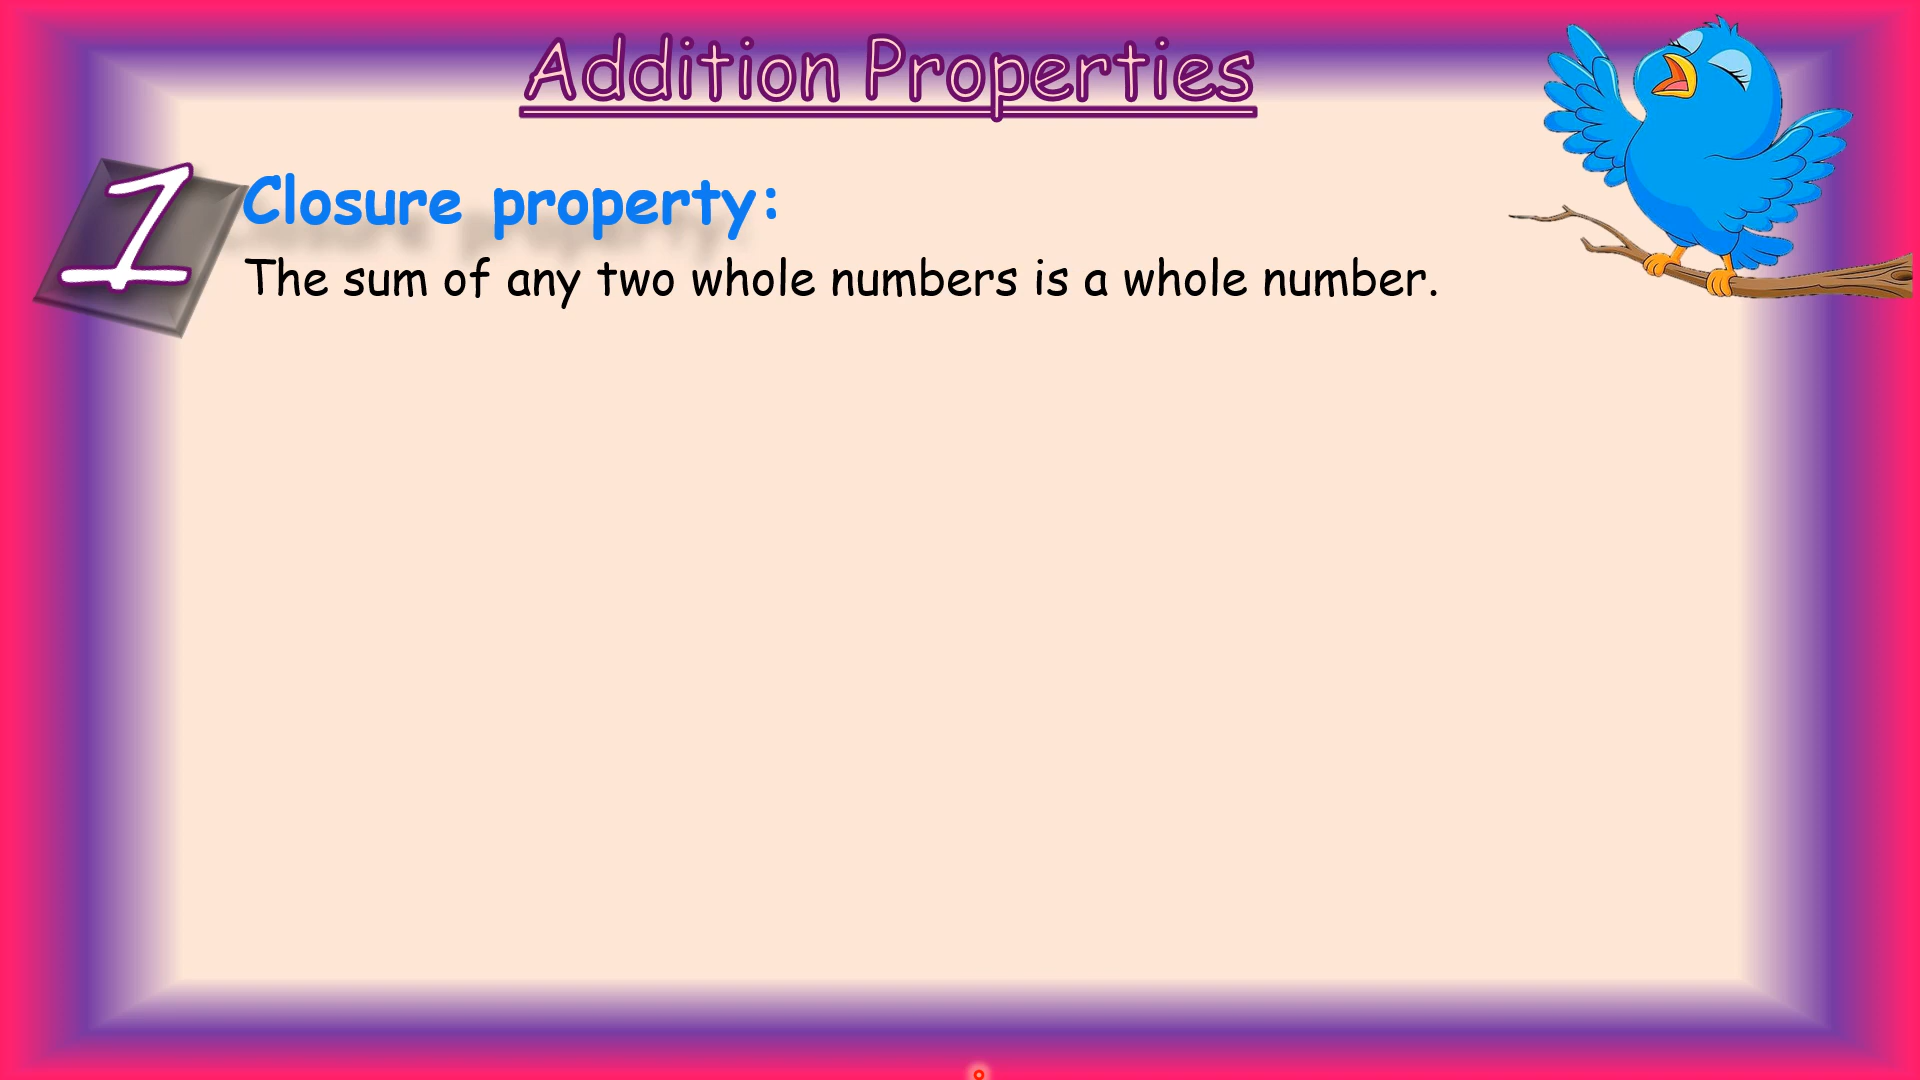 Addition Properties
1
Closure property:
The sum of any two whole numbers is a whole number.